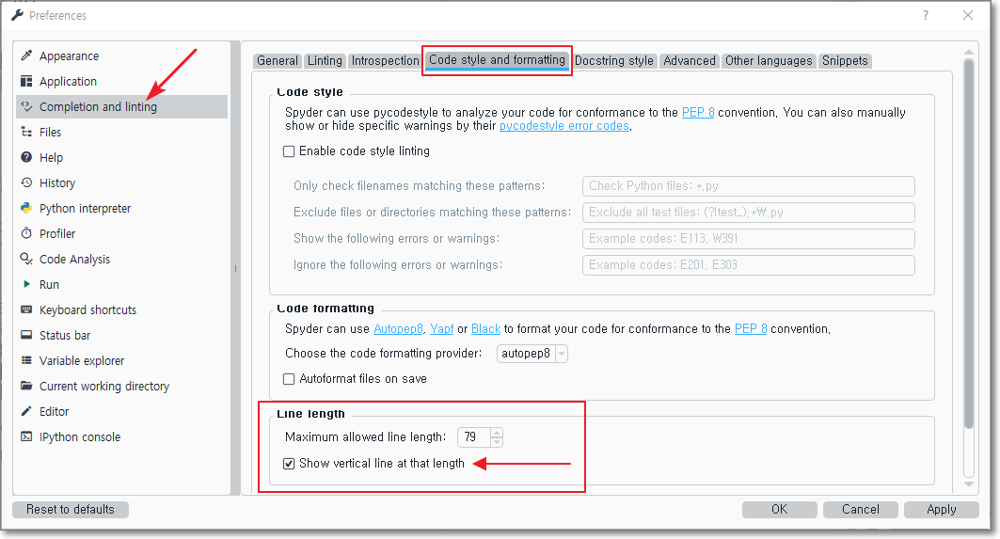 Preferences
?
Appearance
Application
Completion and linting
Files
Help
History
Python interpreter
Profiler
Code Analysis
Run
Keyboard shortcuts
Status bar
Variable explorer
Current working directory
Editor
IPython console
General Linting Introspection Code style and formatting Docstring style Advanced Other languages Snippets
Code style
Spyder can use pycodestyle to analyze your code for conformance to the PEP 8 convention. You can also manually
show or hide specific warnings by their pycodestyle error codes.
Enable code style linting
Only check filenames matching these patterns: Check Python files: *.py
Exclude files or directories matching these patterns: Exclude all test files: (?!test_).*₩.py
Show the following errors or warnings: Example codes: E113, W391
Ignore the following errors or warnings: Example codes: E201, E303
Code formatting
Spyder can use Autopep8, Yapf or Black to format your code for conformance to the PEP 8 convention.
Choose the code formatting provider: autopep8
Autoformat files on save
Line length
Maximum allowed line length: 79
Show vertical line at that length
Reset to defaults
OK Cancel Apply